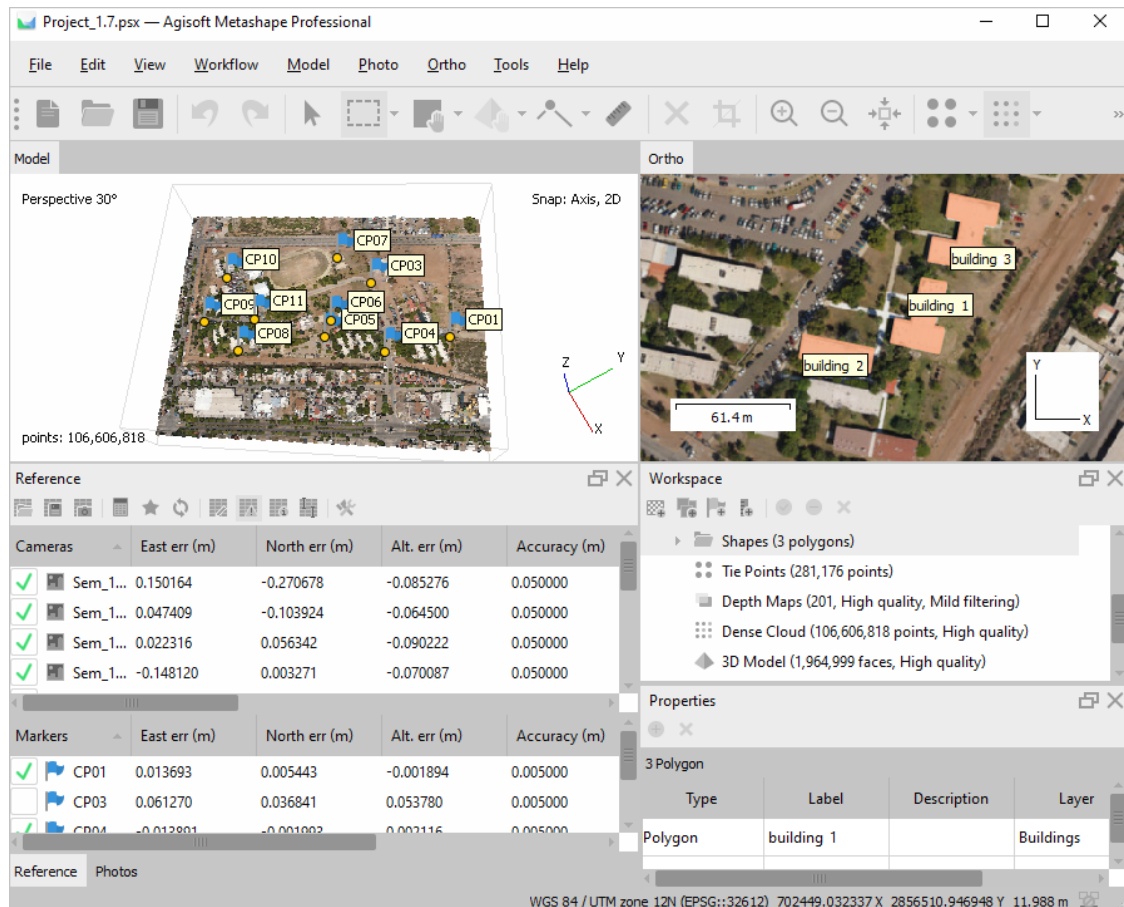 Project_1.7.psx — Agisoft Metashape Professional
File Edit View Workflow Model Photo Ortho Tools Help
Model
Perspective 30°
Snap: Axis, 2D
CP07
CP10
CP03
CP09
CP11
CP06
CP05
CP01
CP08
CP04
Z
Y
X
points: 106,606,818
Ortho
building 3
building 1
building 2
61.4 m
Y
X
Reference
Cameras East err (m) North err (m) Alt. err (m) Accuracy (m)
Sem_1... 0.150164 -0.270678 -0.085276 0.050000
Sem_1... 0.047409 -0.103924 -0.064500 0.050000
Sem_1... 0.022316 0.056342 -0.090222 0.050000
Sem_1... -0.148120 0.003271 -0.070087 0.050000
Markers East err (m) North err (m) Alt. err (m) Accuracy (m)
CP01 0.013693 0.005443 -0.001894 0.005000
CP03 0.061270 0.036841 0.053780 0.005000
CP04 -0.013891 -0.001993 0.002116 0.005000
Reference Photos
Workspace
Shapes (3 polygons)
Tie Points (281,176 points)
Depth Maps (201, High quality, Mild filtering)
Dense Cloud (106,606,818 points, High quality)
3D Model (1,964,999 faces, High quality)
Properties
3 Polygon
Type Label Description Layer
Polygon building 1 Buildings
WGS 84 / UTM zone 12N (EPSG::32612) 702449.032337 X 2856510.946948 Y 11.988 m